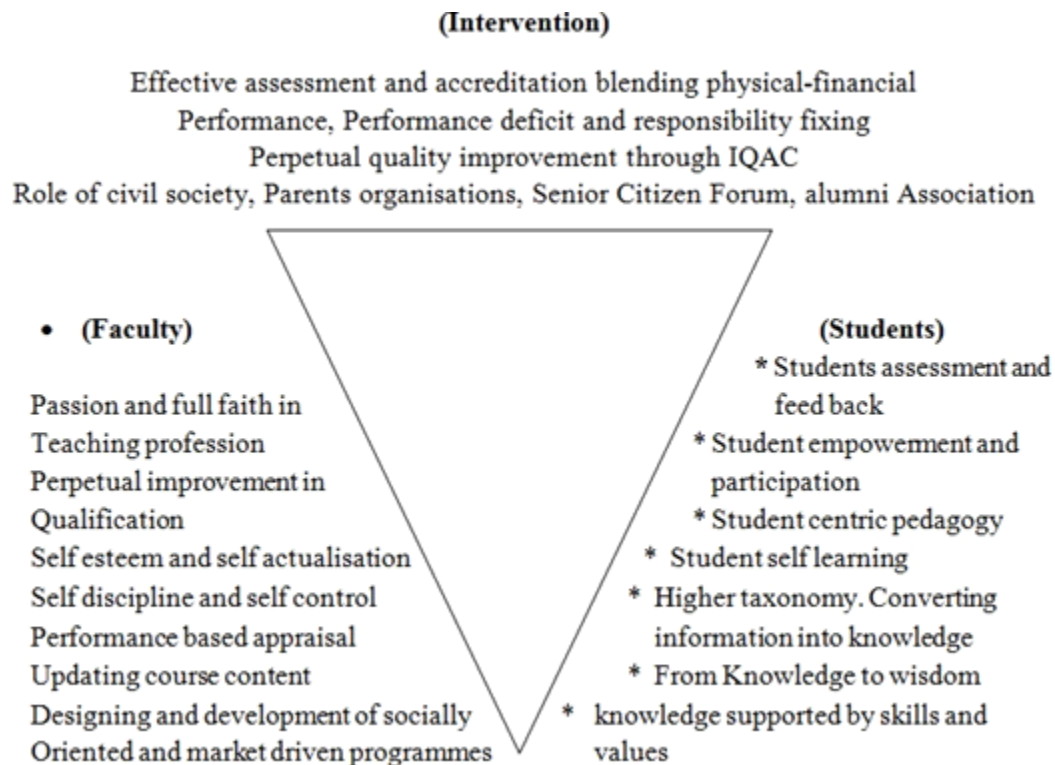 (Intervention)
Effective assessment and accreditation blending physical-financial
Performance, Performance deficit and responsibility fixing
Perpetual quality improvement through IQAC
Role of civil society, Parents organisations, Senior Citizen Forum, alumni Association
• (Faculty)
Passion and full faith in
Teaching profession
Perpetual improvement in
Qualification
Self esteem and self actualisation
Self discipline and self control
Performance based appraisal
Updating course content
Designing and development of socially
Oriented and market driven programmes
(Students)
* Students assessment and
feed back
* Student empowerment and
participation
* Student centric pedagogy
* Student self learning
* Higher taxonomy. Converting
information into knowledge
* From Knowledge to wisdom
* knowledge supported by skills and
values